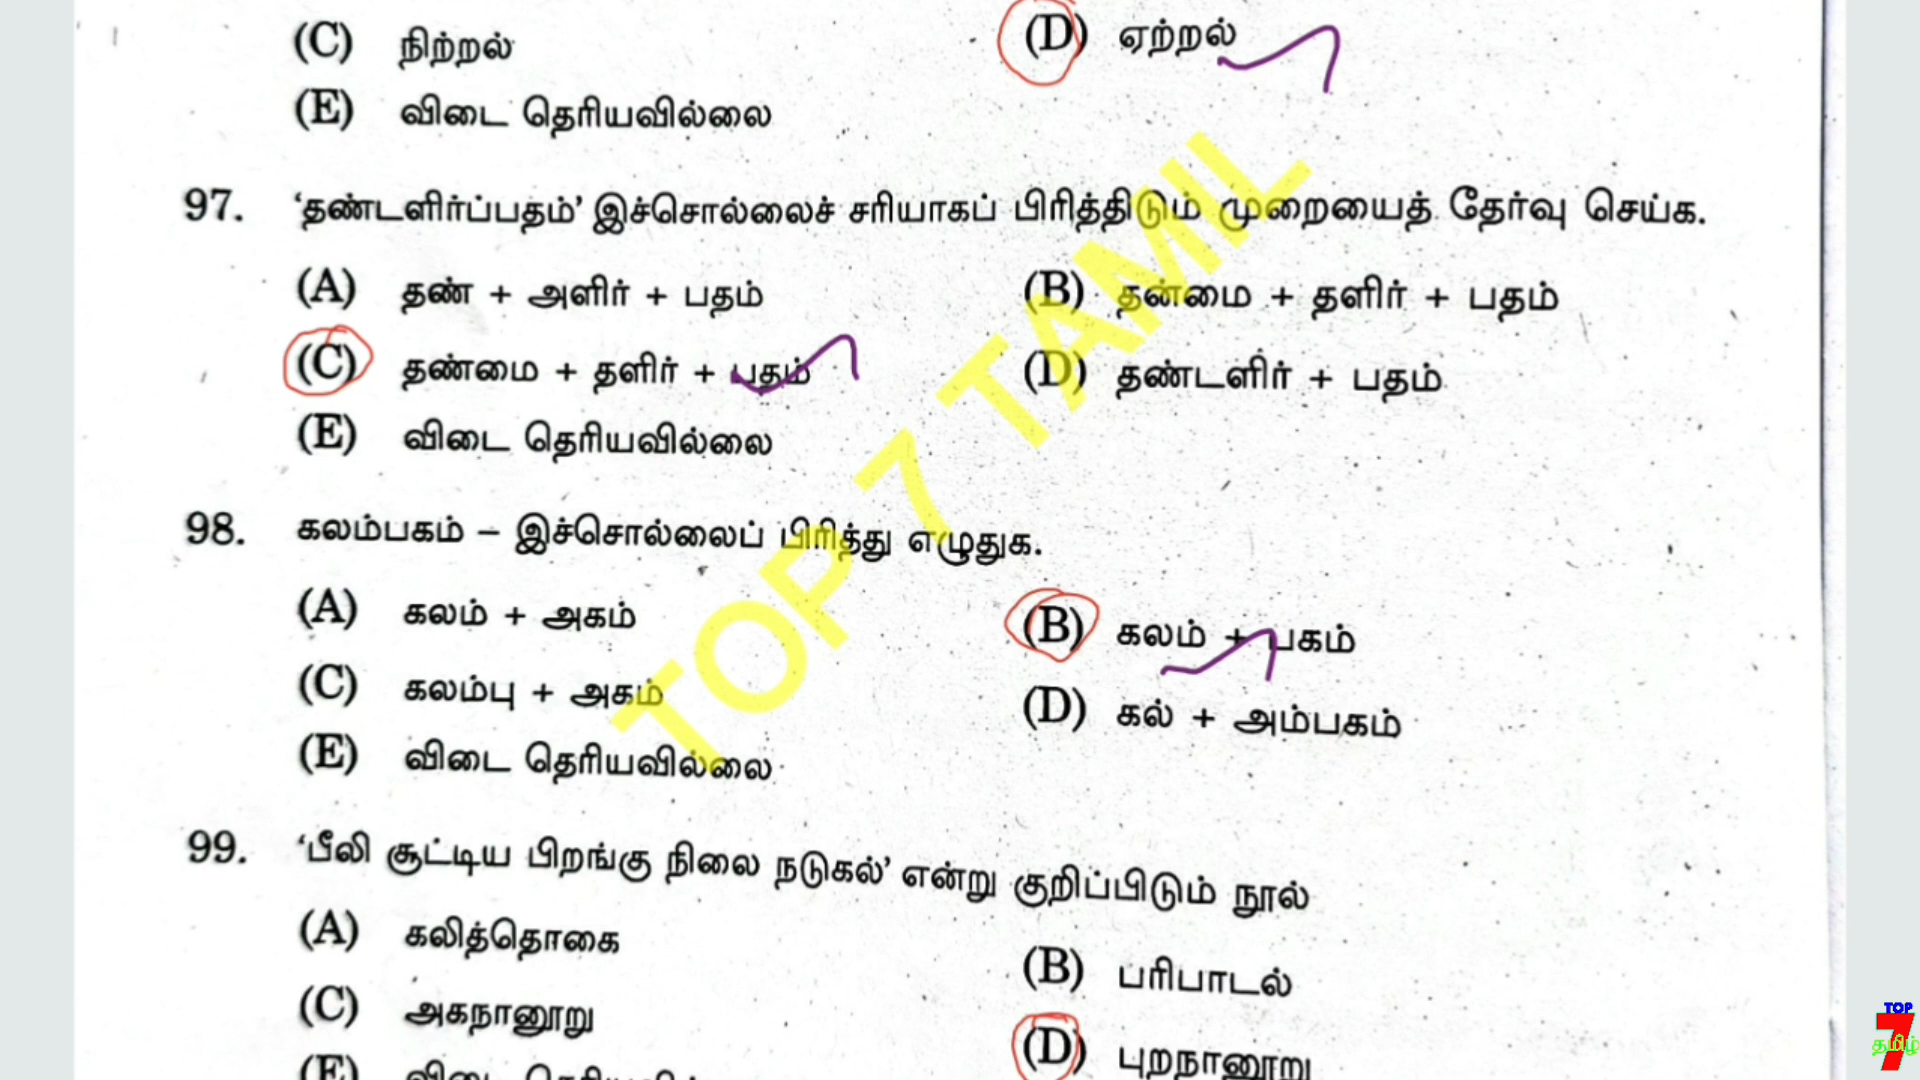 (C) நிற்றல்
(D) ஏற்றல்
(E) விடை தெரியவில்லை
97. ‘தண்டளிர்ப்பதம்’ இச்சொல்லைச் சரியாகப் பிரித்திடும் முறையைத் தேர்வு செய்க.
(A) தண் + அளிர் + பதம்
(B) தன்மை + தளிர் + பதம்
(C) தண்மை + தளிர் + பதம்
(D) தண்டளிர் + பதம்
(E) விடை தெரியவில்லை
98. கலம்பகம் – இச்சொல்லைப் பிரித்து எழுதுக.
(A) கலம் + அகம்
(B) கலம் + பகம்
(C) கலம்பு + அகம்
(D) கல் + அம்பகம்
(E) விடை தெரியவில்லை
99. ‘பீலி சூட்டிய பிறங்கு நிலை நடுகல்’ என்று குறிப்பிடும் நூல்
(A) கலித்தொகை
(B) பரிபாடல்
(C) அகநானூறு
(D) புறநானூறு
(E) விடை
TOP 7 TAMIL
TOP
7
தமிழ்